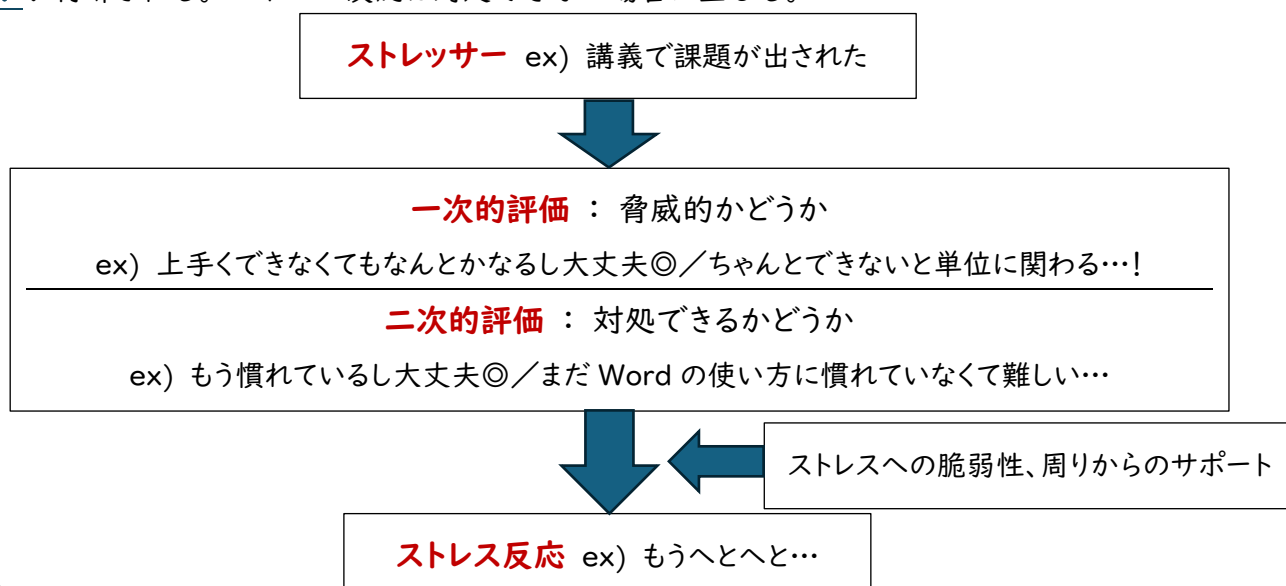 ストレッサー ex) 講義で課題が出された
一次的評価 : 脅威的かどうか
ex) 上手くできなくてもなんとかなるし大丈夫◎/ちゃんとできないと単位に関わる…!
二次的評価 : 対処できるかどうか
ex) もう慣れているし大丈夫◎/まだ Word の使い方に慣れていなくて難しい…
ストレスへの脆弱性、周りからのサポート
ストレス反応 ex) もうへとへと…